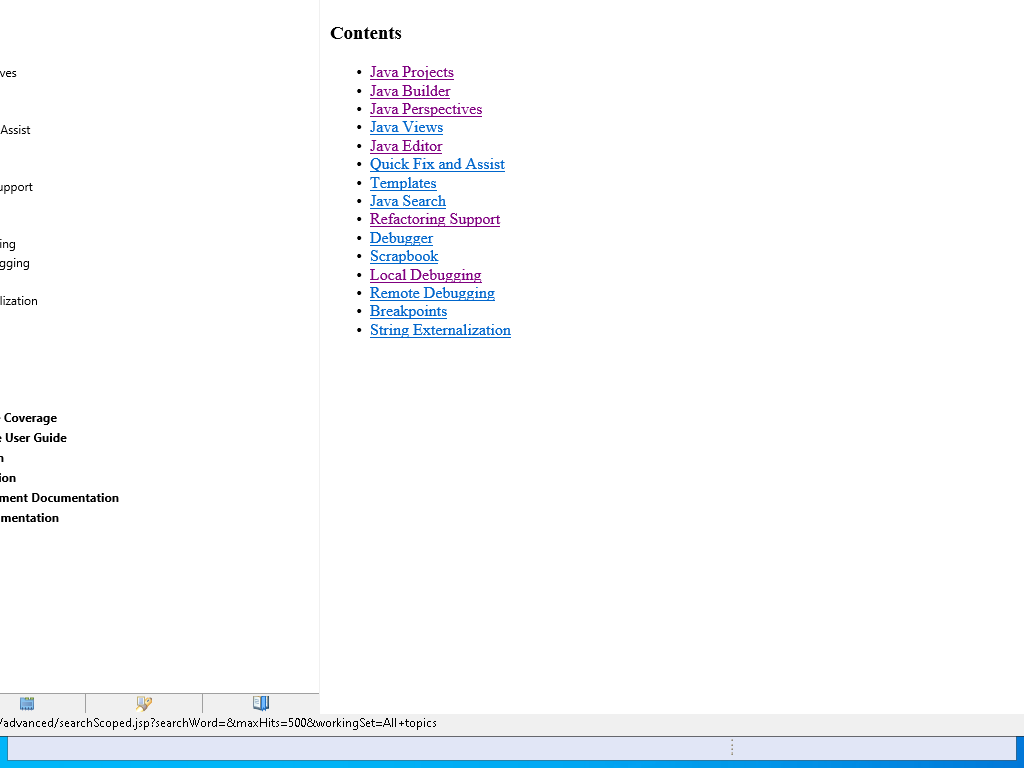 Contents
Java Projects
Java Builder
Java Perspectives
Java Views
Java Editor
Quick Fix and Assist
Templates
Java Search
Refactoring Support
Debugger
Scrapbook
Local Debugging
Remote Debugging
Breakpoints
String Externalization
ves
Assist
upport
ing
gging
lization
Coverage
e User Guide
n
ion
ment Documentation
mentation
/advanced/searchScoped.jsp?searchWord=&maxHits=500&workingSet=All+topics